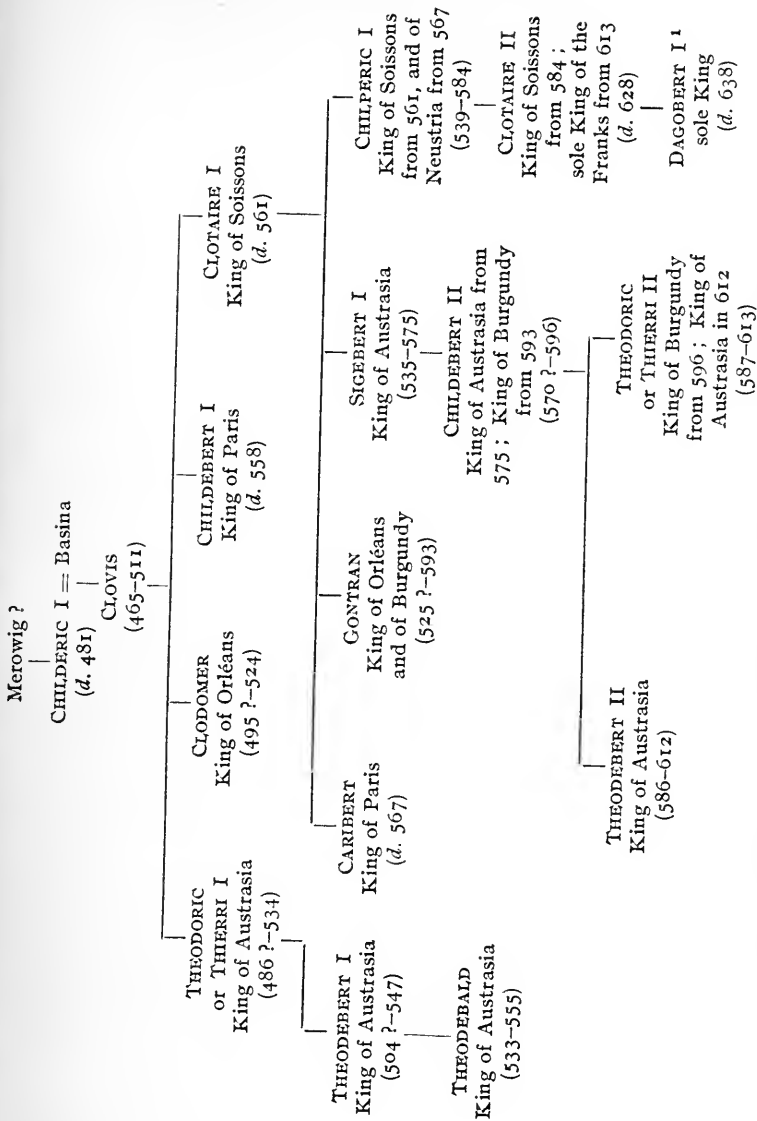 Merowig ?
CHILDERIC I = Basina
(d. 481)
CLOVIS
(465–511)
THEODORIC
or THIERRI I
King of Austrasia
(486 ?–534)
CLODOMER
King of Orléans
(495 ?–524)
CHILDEBERT I
King of Paris
(d. 558)
CLOTAIRE I
King of Soissons
(d. 561)
THEODEBERT I
King of Austrasia
(504 ?–547)
THEODEBALD
King of Austrasia
(533–555)
CARIBERT
King of Paris
(d. 567)
GONTRAN
King of Orléans
and of Burgundy
(525 ?–593)
SIGEBERT I
King of Austrasia
(535–575)
CHILPERIC I
King of Soissons
from 561, and of
Neustria from 567
(539–584)
CHILDEBERT II
King of Austrasia from
575 ; King of Burgundy
from 593
(570 ?–596)
CLOTAIRE II
King of Soissons
from 584 ;
sole King of the
Franks from 613
(d. 628)
DAGOBERT I¹
sole King
(d. 638)
THEODEBERT II
King of Austrasia
(586–612)
THEODORIC
or THIERRI II
King of Burgundy
from 596 ; King of
Austrasia in 612
(587–613)